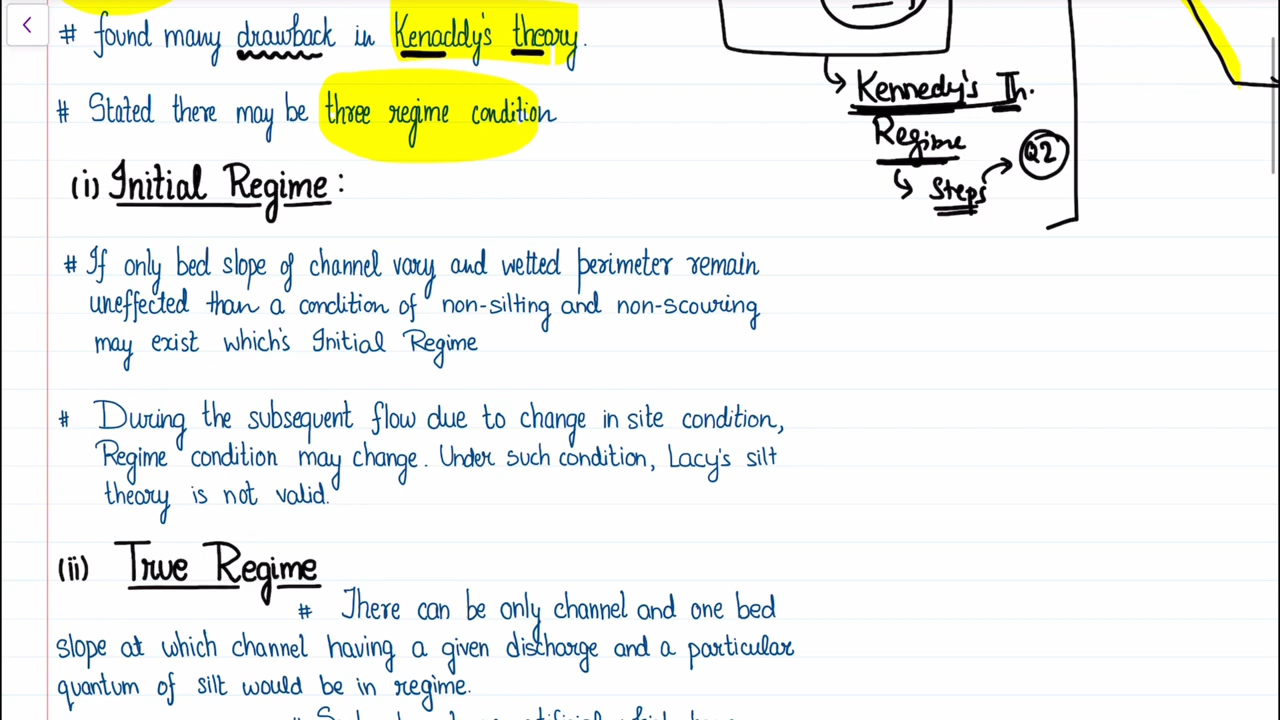 # found many drawback in Kenaddy's theory.
# Stated there may be three regime condition
(i) Initial Regime:
# If only bed slope of channel vary and wetted perimeter remain
uneffected than a condition of non-silting and non-scouring
may exist which's Initial Regime
# During the subsequent flow due to change in site condition,
Regime condition may change. Under such condition, Lacy's silt
theory is not valid.
(ii) True Regime
# There can be only channel and one bed
slope at which channel having a given discharge and a particular
quantum of silt would be in regime.
Kennedy's Th.
Regime
Steps
Q2